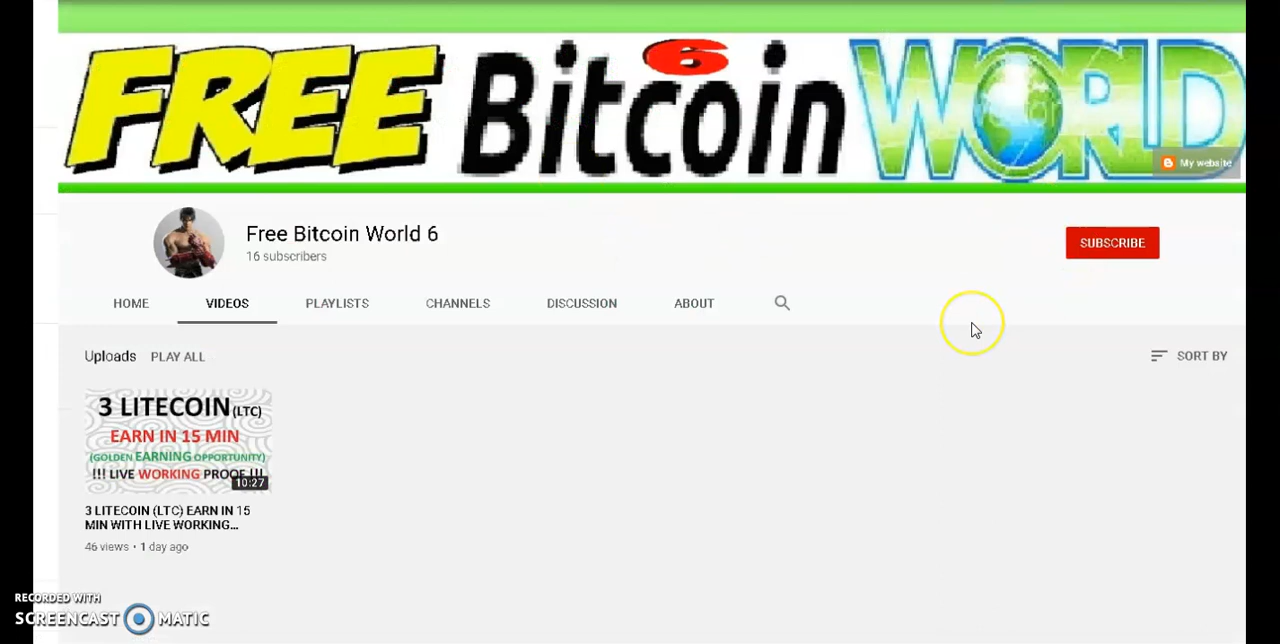 FREE Bitcoin WORLD
6
My website
Free Bitcoin World 6
16 subscribers
SUBSCRIBE
HOME VIDEOS PLAYLISTS CHANNELS DISCUSSION ABOUT
Uploads PLAY ALL SORT BY
3 LITECOIN (LTC)
EARN IN 15 MIN
(GOLDEN EARNING OPPORTUNITY)
!!! LIVE WORKING PROOF !!!
10:27
3 LITECOIN (LTC) EARN IN 15
MIN WITH LIVE WORKING...
46 views • 1 day ago
RECORDED WITH
SCREENCAST MATIC